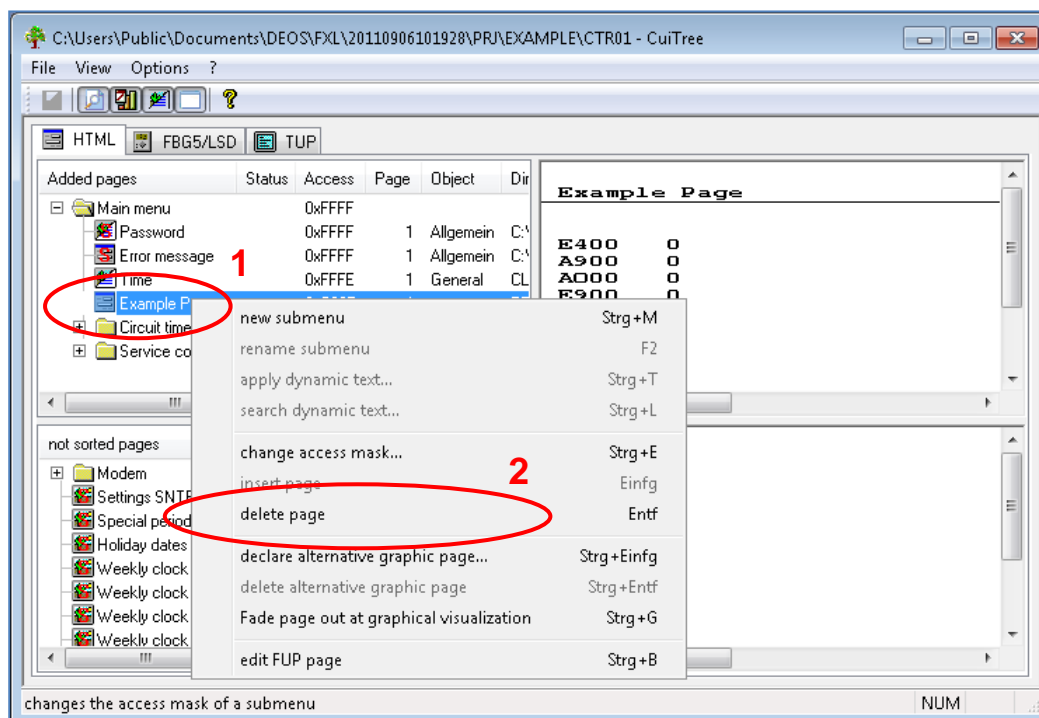 C:\Users\Public\Documents\DEOS\FXL\20110906101928\PRJ\EXAMPLE\CTR01 - CuiTree
File View Options ?
HTML FBG5/LSD TUP
Added pages Status Access Page Object Dir
Main menu 0xFFFF
Password 0xFFFF 1 Allgemein C:\
Error message 0xFFFF 1 Allgemein C:\
Time 0xFFFE 1 General CL
Example P
Circuit time
Service co
1
Example Page
E400 0
A900 0
A000 0
E900 0
new submenu Strg+M
rename submenu F2
apply dynamic text... Strg+T
search dynamic text... Strg+L
change access mask... Strg+E
insert page Einfg
2
delete page Entf
declare alternative graphic page... Strg+Einfg
delete alternative graphic page Strg+Entf
Fade page out at graphical visualization Strg+G
edit FUP page Strg+B
not sorted pages
Modem
Settings SNTP
Special period
Holiday dates
Weekly clock
Weekly clock
Weekly clock
Weekly clock
changes the access mask of a submenu NUM